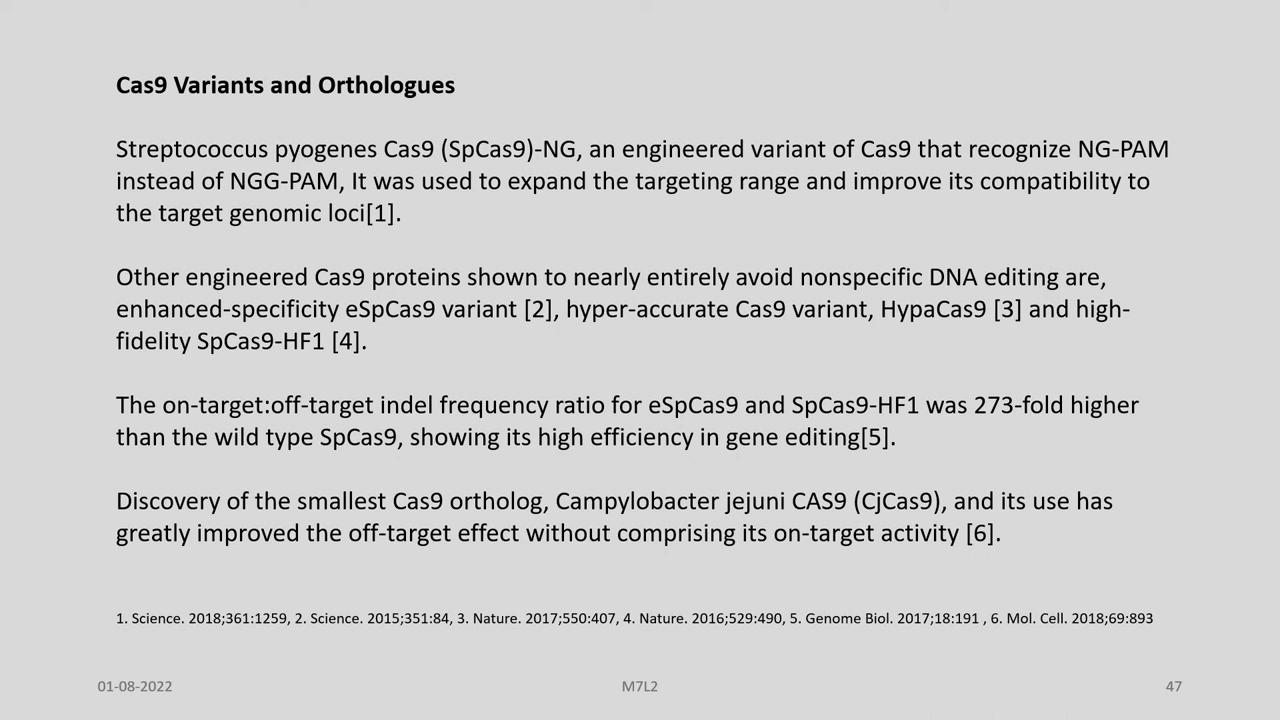 Cas9 Variants and Orthologues
Streptococcus pyogenes Cas9 (SpCas9)-NG, an engineered variant of Cas9 that recognize NG-PAM
instead of NGG-PAM, It was used to expand the targeting range and improve its compatibility to
the target genomic loci[1].
Other engineered Cas9 proteins shown to nearly entirely avoid nonspecific DNA editing are,
enhanced-specificity eSpCas9 variant [2], hyper-accurate Cas9 variant, HypaCas9 [3] and high-
fidelity SpCas9-HF1 [4].
The on-target:off-target indel frequency ratio for eSpCas9 and SpCas9-HF1 was 273-fold higher
than the wild type SpCas9, showing its high efficiency in gene editing[5].
Discovery of the smallest Cas9 ortholog, Campylobacter jejuni CAS9 (CjCas9), and its use has
greatly improved the off-target effect without comprising its on-target activity [6].
1. Science. 2018;361:1259, 2. Science. 2015;351:84, 3. Nature. 2017;550:407, 4. Nature. 2016;529:490, 5. Genome Biol. 2017;18:191 , 6. Mol. Cell. 2018;69:893
01-08-2022 M7L2 47